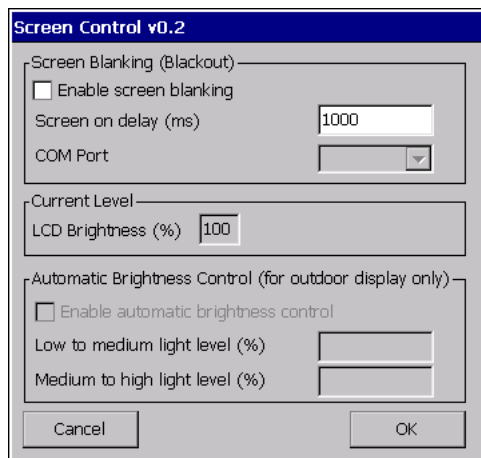 Screen Control v0.2
Screen Blanking (Blackout)
Enable screen blanking
Screen on delay (ms) 1000
COM Port
Current Level
LCD Brightness (%) 100
Automatic Brightness Control (for outdoor display only)
Enable automatic brightness control
Low to medium light level (%)
Medium to high light level (%)
Cancel OK